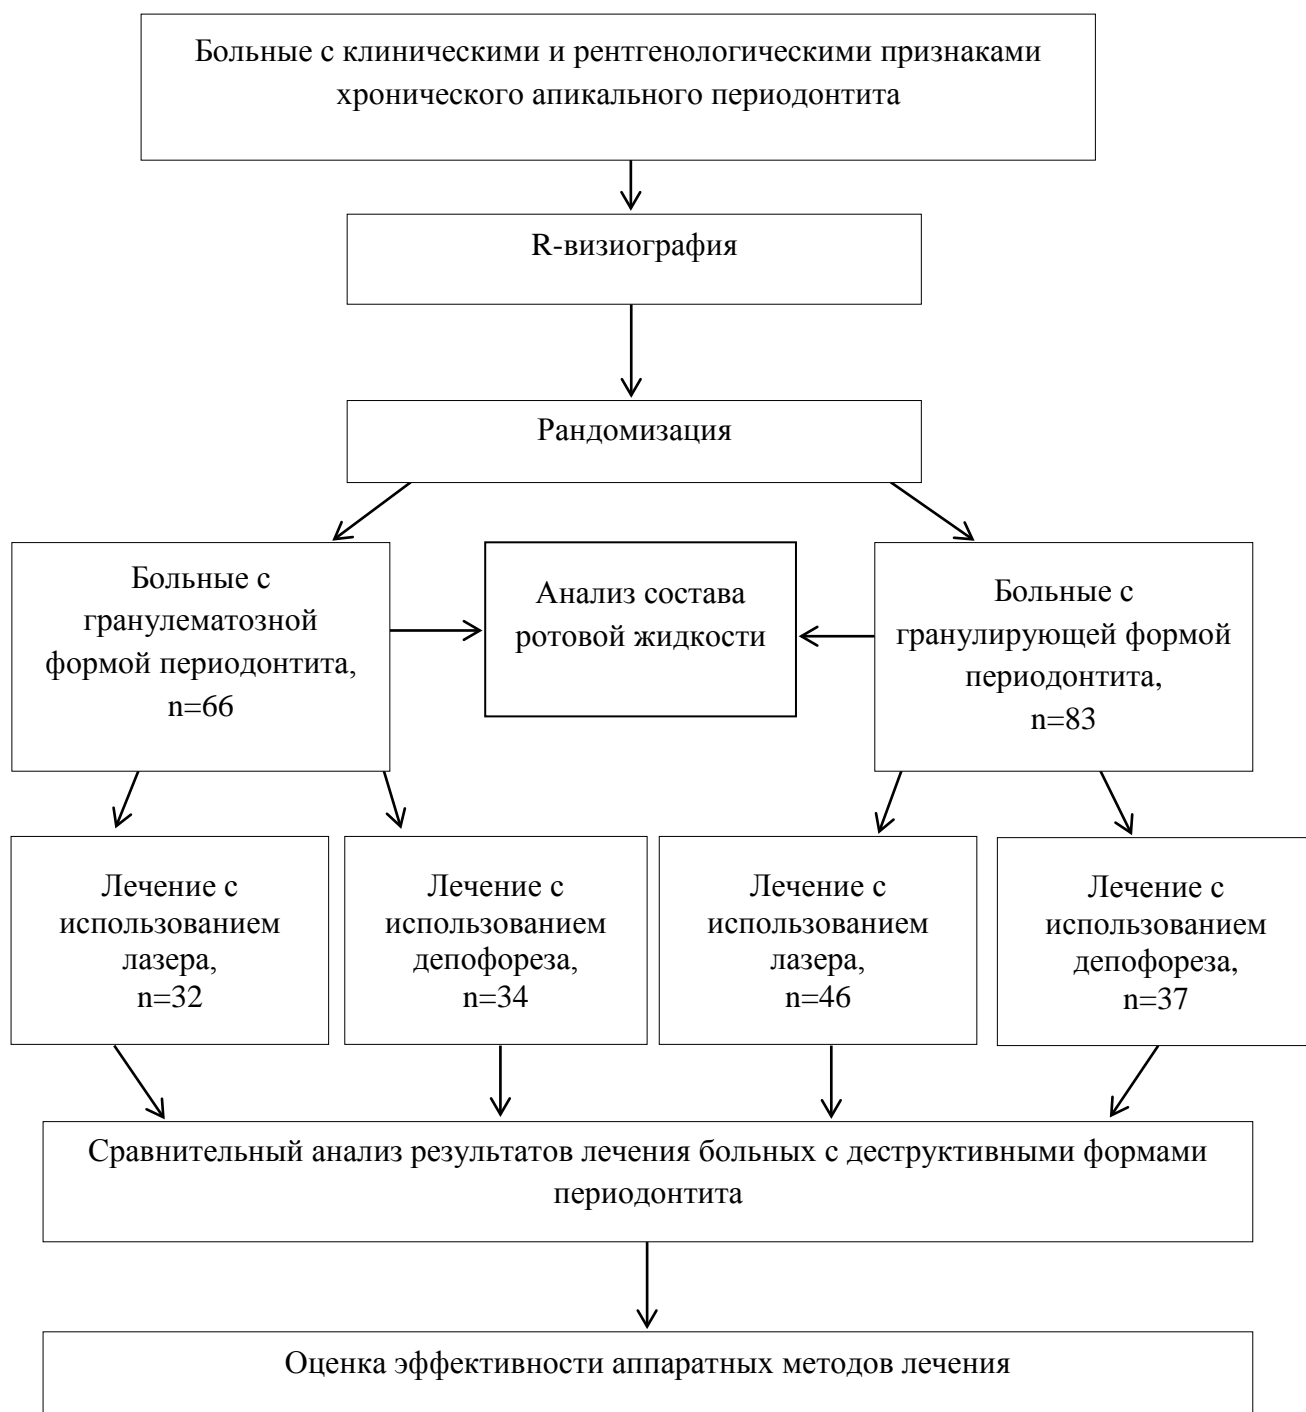 Больные с клиническими и рентгенологическими признаками
хронического апикального периодонтита
R-визиография
Рандомизация
Больные с
гранулематозной
формой периодонтита,
n=66
Анализ состава
ротовой жидкости
Больные с
гранулирующей формой
периодонтита,
n=83
Лечение с
использованием
лазера,
n=32
Лечение с
использованием
депофореза,
n=34
Лечение с
использованием
лазера,
n=46
Лечение с
использованием
депофореза,
n=37
Сравнительный анализ результатов лечения больных с деструктивными формами
периодонтита
Оценка эффективности аппаратных методов лечения